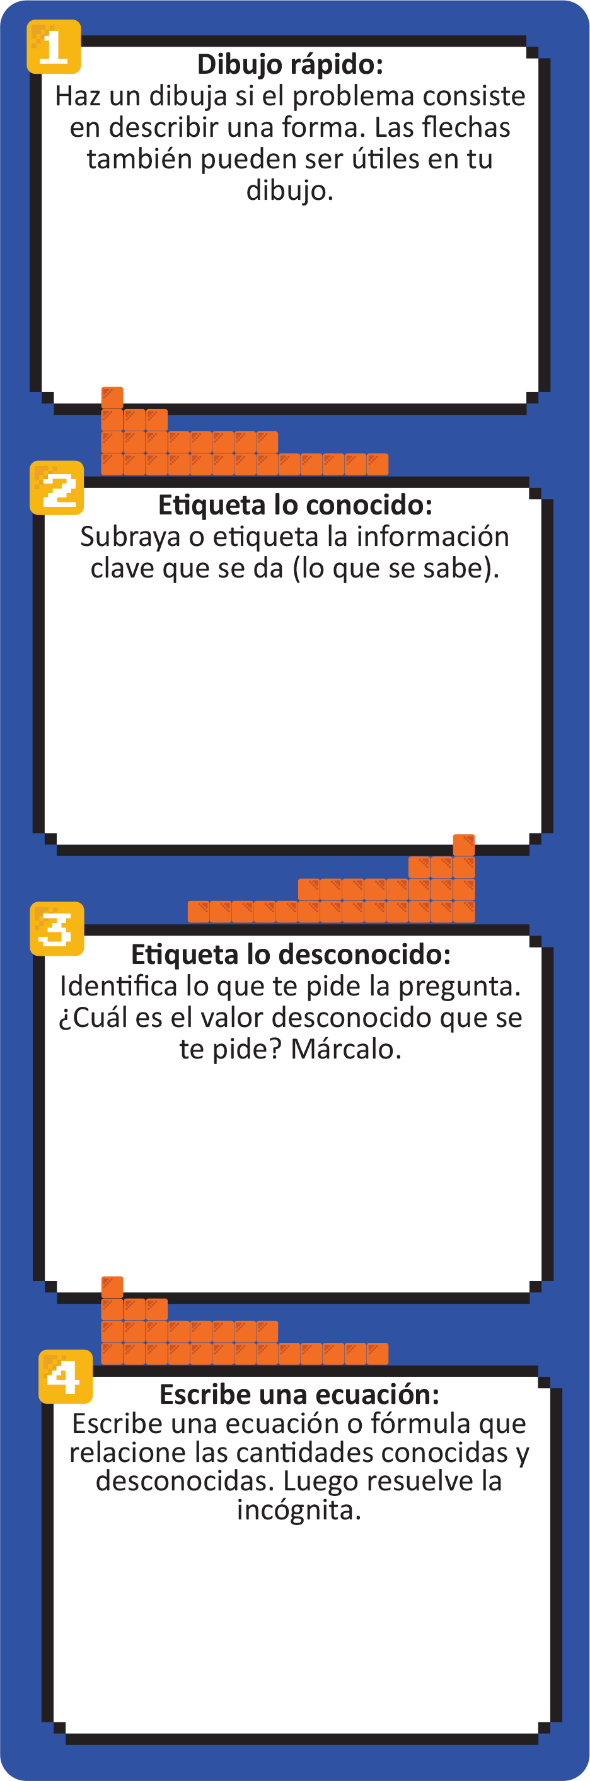 1
Dibujo rápido:
Haz un dibuja si el problema consiste
en describir una forma. Las flechas
también pueden ser útiles en tu
dibujo.
2
Etiqueta lo conocido:
Subraya o etiqueta la información
clave que se da (lo que se sabe).
3
Etiqueta lo desconocido:
Identifica lo que te pide la pregunta.
¿Cuál es el valor desconocido que se
te pide? Márcalo.
4
Escribe una ecuación:
Escribe una ecuación o fórmula que
relacione las cantidades conocidas y
desconocidas. Luego resuelve la
incógnita.